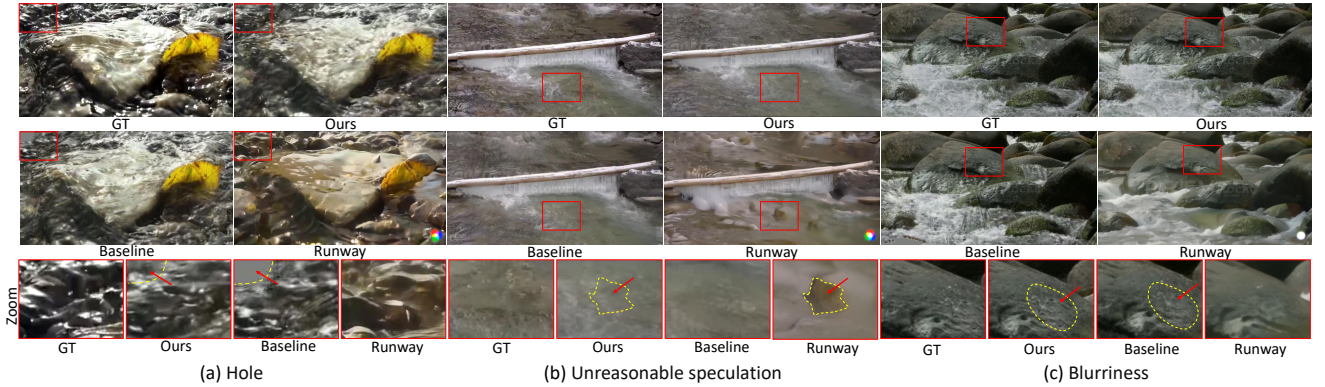 GT Ours GT Ours GT Ours
Baseline Runway Baseline Runway Baseline Runway
Zoom
GT Ours Baseline Runway GT Ours Baseline Runway GT Ours Baseline Runway
(a) Hole (b) Unreasonable speculation (c) Blurriness